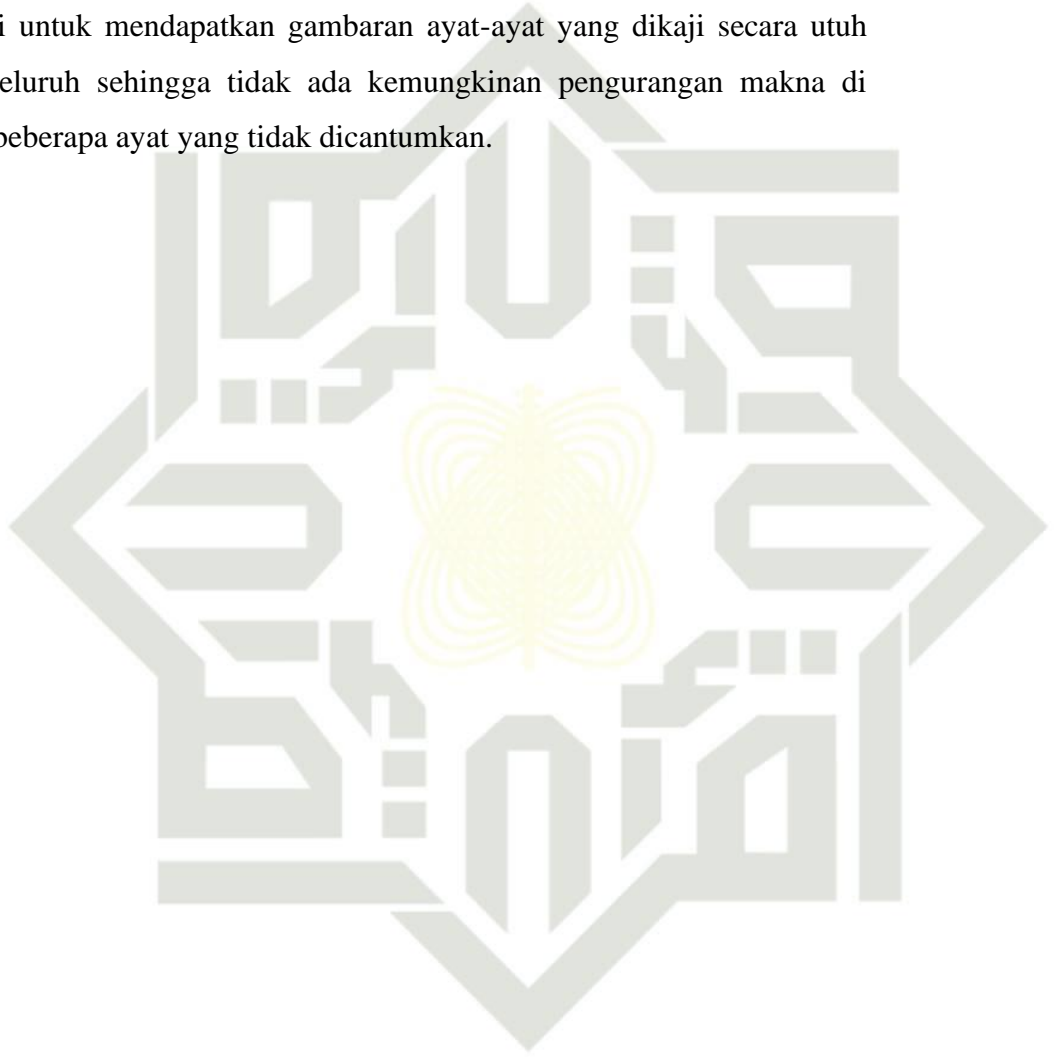 untuk mendapatkan gambaran ayat-ayat yang dikaji secara utuh
sehingga tidak ada kemungkinan pengurangan makna di
beberapa ayat yang tidak dicantumkan.